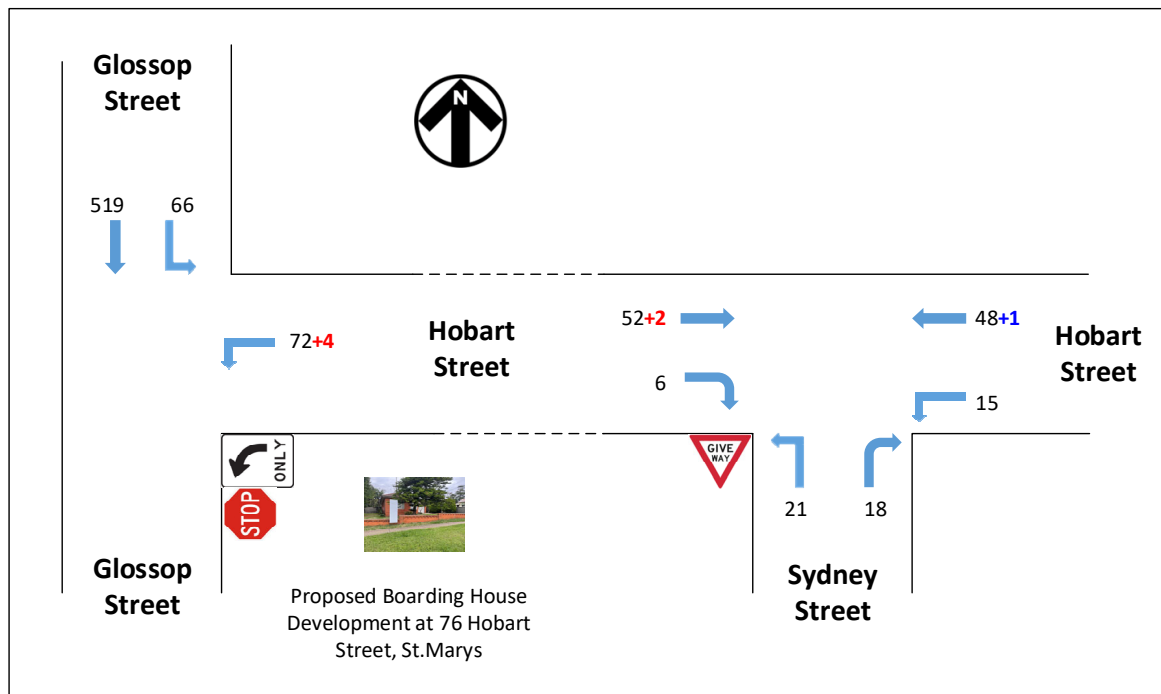 Glossop
Street
N
519
66
52+2
48+1
72+4
Hobart
Street
Hobart
Street
6
15
ONLY
GIVE
WAY
STOP
21
18
Glossop
Street
Proposed Boarding House
Development at 76 Hobart
Street, St.Marys
Sydney
Street